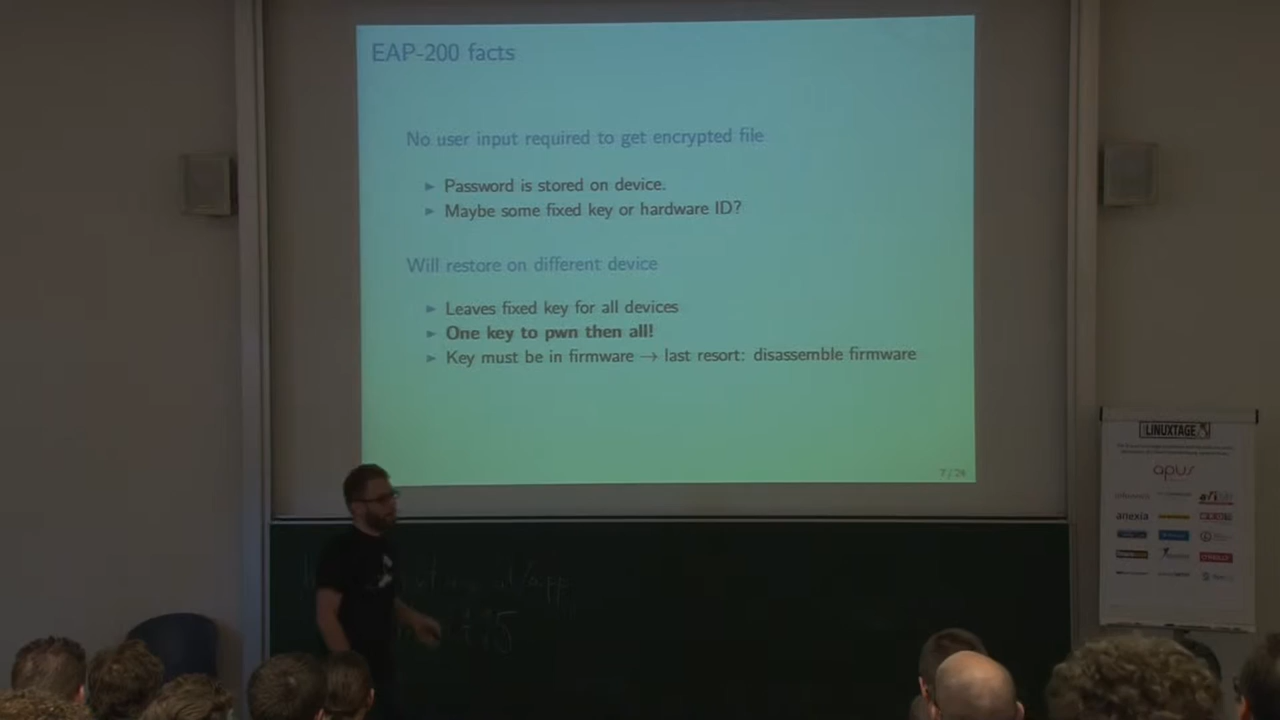 EAP-200 facts
No user input required to get encrypted file
► Password is stored on device.
► Maybe some fixed key or hardware ID?
Will restore on different device
► Leaves fixed key for all devices
► One key to pwn then all!
► Key must be in firmware → last resort: disassemble firmware
7 / 24
LINUXTAGE
apus
anexia